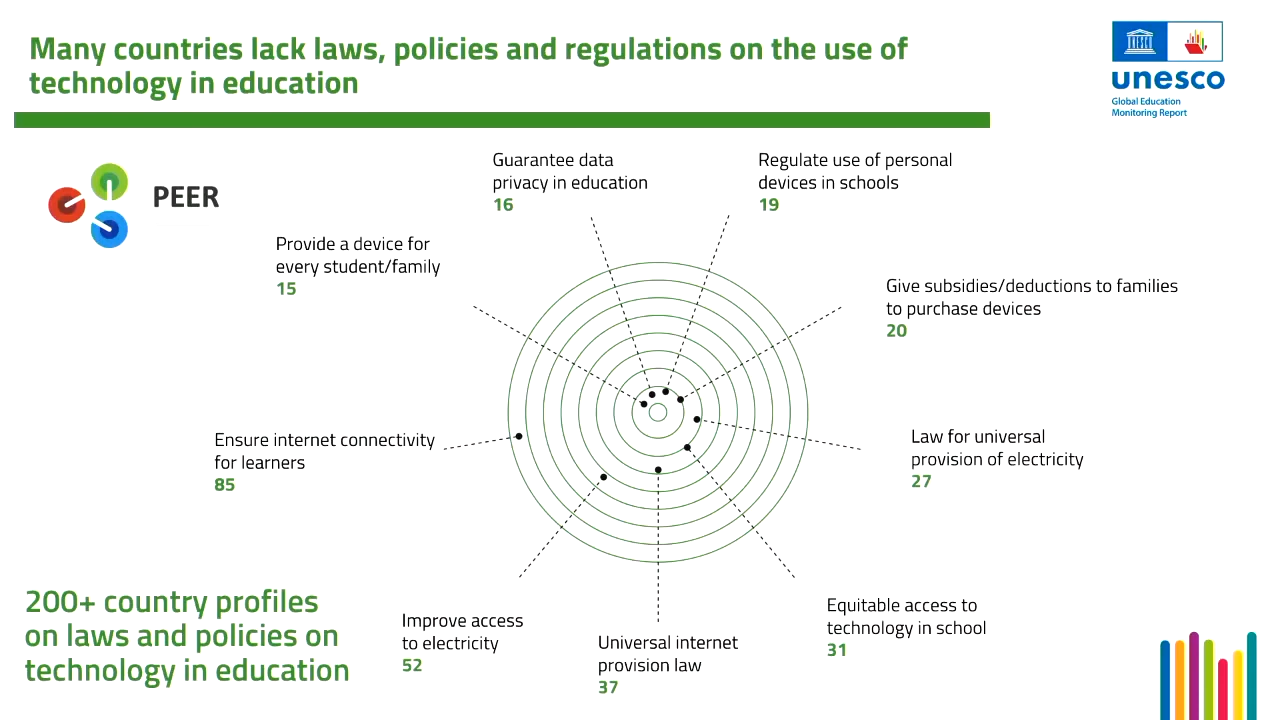 Many countries lack laws, policies and regulations on the use of
technology in education
unesco
Global Education
Monitoring Report
PEER
Guarantee data
privacy in education
16
Regulate use of personal
devices in schools
19
Provide a device for
every student/family
15
Give subsidies/deductions to families
to purchase devices
20
Ensure internet connectivity
for learners
85
Law for universal
provision of electricity
27
Improve access
to electricity
52
Universal internet
provision law
37
Equitable access to
technology in school
31
200+ country profiles
on laws and policies on
technology in education